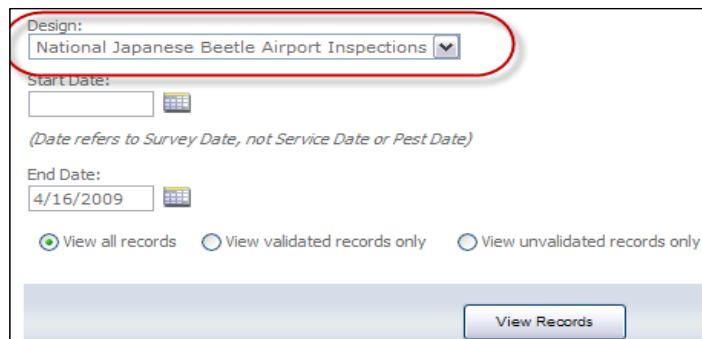 Design:
National Japanese Beetle Airport Inspections
Start Date:
(Date refers to Survey Date, not Service Date or Pest Date)
End Date:
4/16/2009
View all records View validated records only View unvalidated records only
View Records